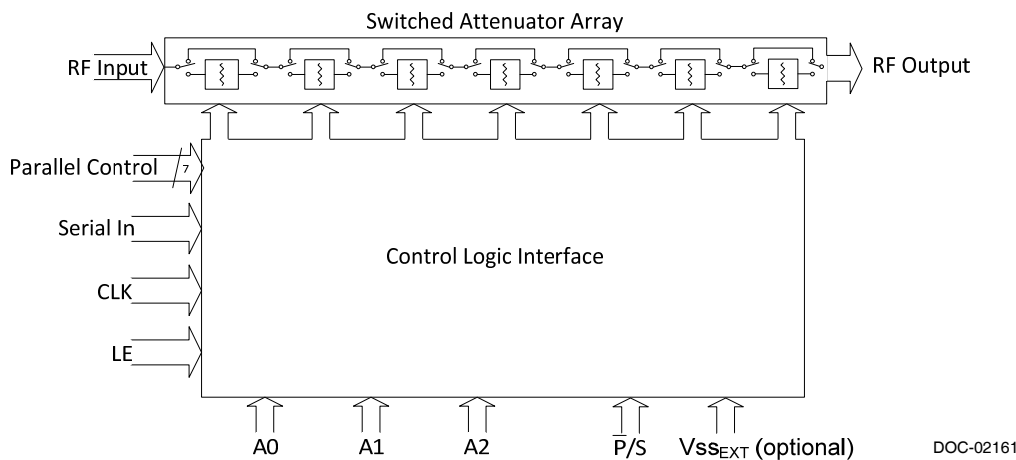 Switched Attenuator Array
RF Input
RF Output
Parallel Control
7
Serial In
Control Logic Interface
CLK
LE
A0
A1
A2
P̅/S
VssEXT (optional)
DOC-02161